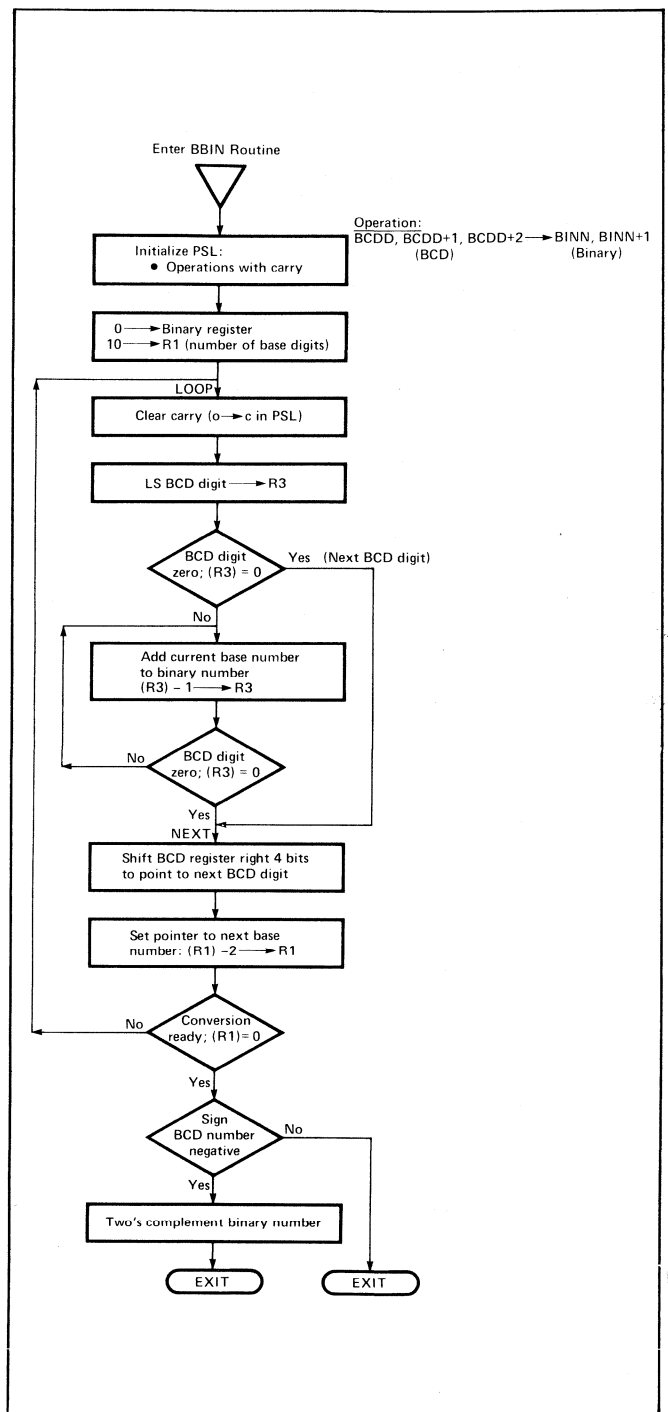 Enter BBIN Routine
Operation:
BCDD, BCDD+1, BCDD+2 → BINN, BINN+1
(BCD) (Binary)
Initialize PSL:
• Operations with carry
0 → Binary register
10 → R1 (number of base digits)
LOOP
Clear carry (o → c in PSL)
LS BCD digit → R3
BCD digit
zero; (R3) = 0
Yes (Next BCD digit)
No
Add current base number
to binary number
(R3) - 1 → R3
BCD digit
zero; (R3) = 0
No
Yes
NEXT
Shift BCD register right 4 bits
to point to next BCD digit
Set pointer to next base
number: (R1) -2 → R1
Conversion
ready; (R1)= 0
No
Yes
Sign
BCD number
negative
No
Yes
Two's complement binary number
EXIT
EXIT